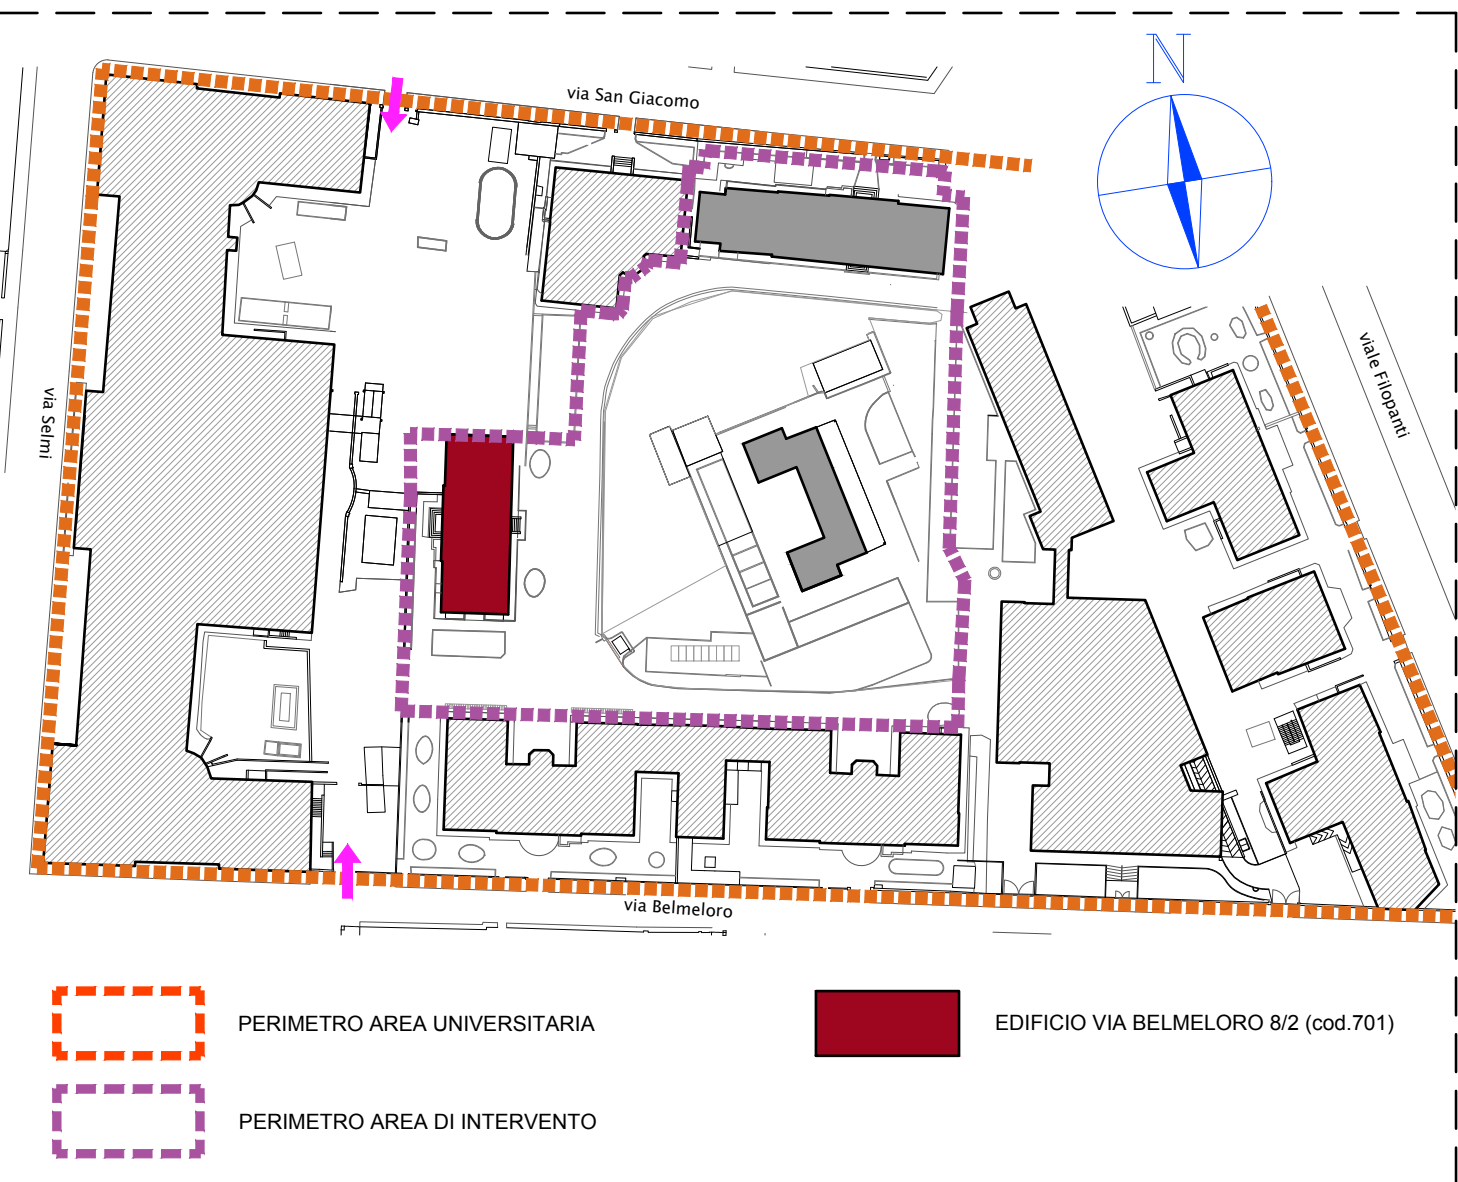 N
via San Giacomo
viale Filopanti
via Selmi
via Belmeloro
PERIMETRO AREA UNIVERSITARIA
EDIFICIO VIA BELMELORO 8/2 (cod.701)
PERIMETRO AREA DI INTERVENTO